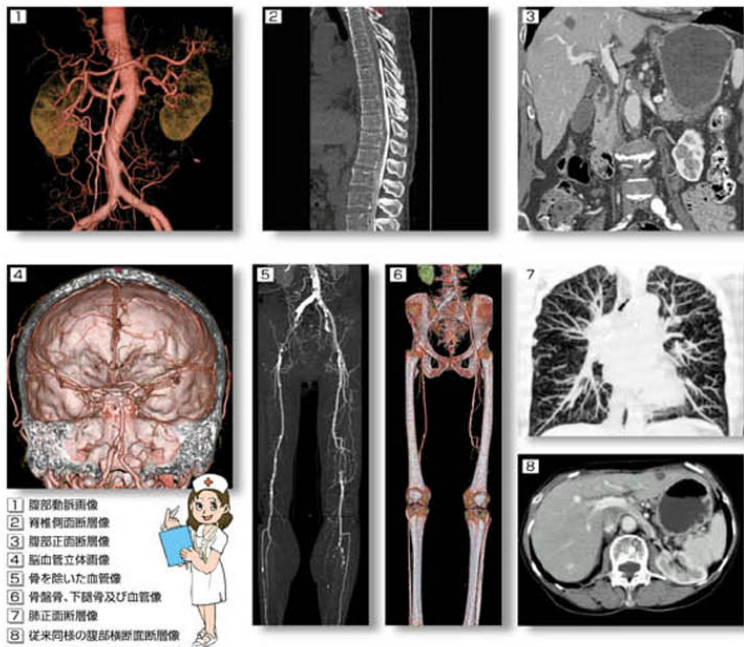 1
2
3
4
5
6
7
8
1 腹部動脈画像
2 脊椎側面断層像
3 腹部正面断層像
4 脳血管立体画像
5 骨を除いた血管像
6 骨盤骨、下腿骨及び血管像
7 肺正面断層像
8 従来同様の腹部横断面断層像